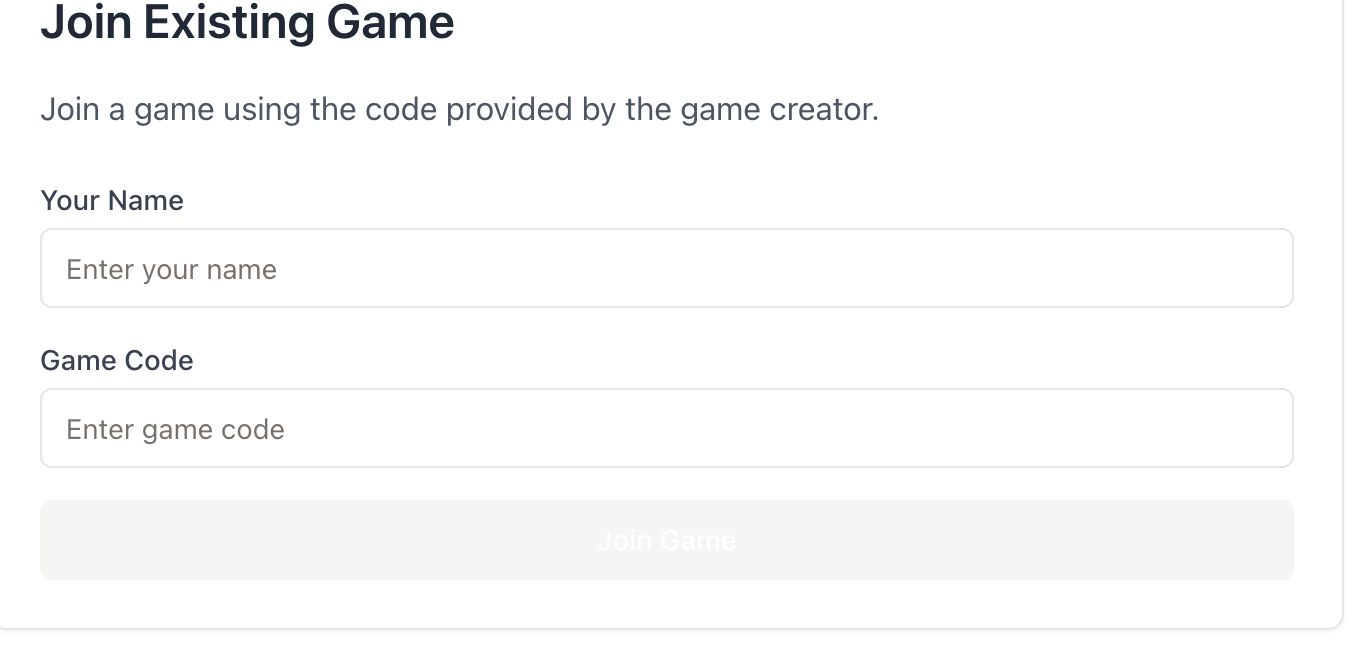 Join Existing Game
Join a game using the code provided by the game creator.
Your Name
Enter your name
Game Code
Enter game code
Join Game